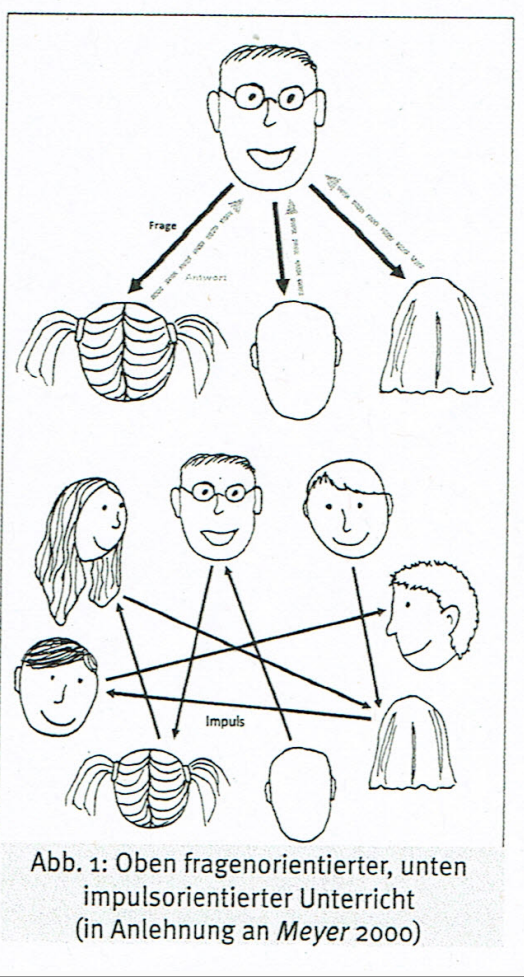 Frage
Antwort
Impuls
Abb. 1: Oben fragenorientierter, unten
impulsorientierter Unterricht
(in Anlehnung an Meyer 2000)